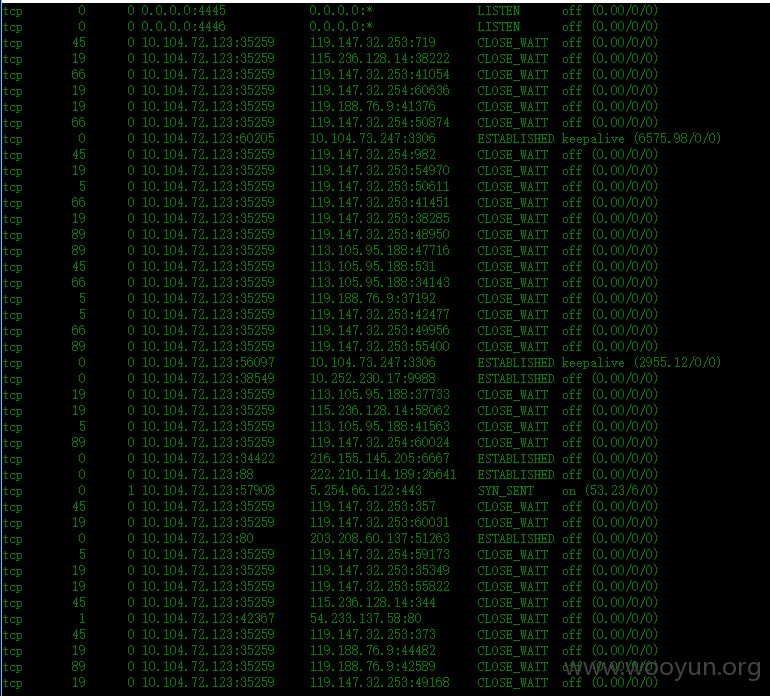 tcp 0 0 0.0.0.0:4445 0.0.0.0:* LISTEN off (0.00/0/0)
tcp 0 0 0.0.0.0:4446 0.0.0.0:* LISTEN off (0.00/0/0)
tcp 45 0 10.104.72.123:35259 119.147.32.253:719 CLOSE_WAIT off (0.00/0/0)
tcp 19 0 10.104.72.123:35259 115.236.128.14:38222 CLOSE_WAIT off (0.00/0/0)
tcp 66 0 10.104.72.123:35259 119.147.32.253:41054 CLOSE_WAIT off (0.00/0/0)
tcp 19 0 10.104.72.123:35259 119.147.32.254:60636 CLOSE_WAIT off (0.00/0/0)
tcp 19 0 10.104.72.123:35259 119.188.76.9:41376 CLOSE_WAIT off (0.00/0/0)
tcp 66 0 10.104.72.123:35259 119.147.32.254:50874 CLOSE_WAIT off (0.00/0/0)
tcp 0 0 10.104.72.123:60205 10.104.73.247:3306 ESTABLISHED keepalive (6575.98/0/0)
tcp 45 0 10.104.72.123:35259 119.147.32.254:982 CLOSE_WAIT off (0.00/0/0)
tcp 19 0 10.104.72.123:35259 119.147.32.253:54970 CLOSE_WAIT off (0.00/0/0)
tcp 5 0 10.104.72.123:35259 119.147.32.253:50611 CLOSE_WAIT off (0.00/0/0)
tcp 66 0 10.104.72.123:35259 119.147.32.253:41451 CLOSE_WAIT off (0.00/0/0)
tcp 19 0 10.104.72.123:35259 119.147.32.253:38285 CLOSE_WAIT off (0.00/0/0)
tcp 89 0 10.104.72.123:35259 119.147.32.253:48950 CLOSE_WAIT off (0.00/0/0)
tcp 89 0 10.104.72.123:35259 113.105.95.188:47716 CLOSE_WAIT off (0.00/0/0)
tcp 45 0 10.104.72.123:35259 113.105.95.188:531 CLOSE_WAIT off (0.00/0/0)
tcp 66 0 10.104.72.123:35259 113.105.95.188:34143 CLOSE_WAIT off (0.00/0/0)
tcp 5 0 10.104.72.123:35259 119.188.76.9:37192 CLOSE_WAIT off (0.00/0/0)
tcp 5 0 10.104.72.123:35259 119.147.32.253:42477 CLOSE_WAIT off (0.00/0/0)
tcp 66 0 10.104.72.123:35259 119.147.32.253:49956 CLOSE_WAIT off (0.00/0/0)
tcp 89 0 10.104.72.123:35259 119.147.32.253:55400 CLOSE_WAIT off (0.00/0/0)
tcp 0 0 10.104.72.123:56097 10.104.73.247:3306 ESTABLISHED keepalive (2955.12/0/0)
tcp 0 0 10.104.72.123:38549 10.252.230.17:9988 ESTABLISHED off (0.00/0/0)
tcp 19 0 10.104.72.123:35259 113.105.95.188:37733 CLOSE_WAIT off (0.00/0/0)
tcp 19 0 10.104.72.123:35259 115.236.128.14:58062 CLOSE_WAIT off (0.00/0/0)
tcp 5 0 10.104.72.123:35259 113.105.95.188:41563 CLOSE_WAIT off (0.00/0/0)
tcp 89 0 10.104.72.123:35259 119.147.32.254:60024 CLOSE_WAIT off (0.00/0/0)
tcp 0 0 10.104.72.123:34422 216.155.145.205:6667 ESTABLISHED off (0.00/0/0)
tcp 0 0 10.104.72.123:88 222.210.114.189:26641 ESTABLISHED off (0.00/0/0)
tcp 0 1 10.104.72.123:57908 5.254.66.122:443 SYN_SENT on (53.23/6/0)
tcp 45 0 10.104.72.123:35259 119.147.32.253:357 CLOSE_WAIT off (0.00/0/0)
tcp 19 0 10.104.72.123:35259 119.147.32.253:60031 CLOSE_WAIT off (0.00/0/0)
tcp 0 0 10.104.72.123:80 203.208.60.137:51263 ESTABLISHED off (0.00/0/0)
tcp 5 0 10.104.72.123:35259 119.147.32.254:59173 CLOSE_WAIT off (0.00/0/0)
tcp 19 0 10.104.72.123:35259 119.147.32.253:35349 CLOSE_WAIT off (0.00/0/0)
tcp 19 0 10.104.72.123:35259 119.147.32.253:55822 CLOSE_WAIT off (0.00/0/0)
tcp 45 0 10.104.72.123:35259 115.236.128.14:344 CLOSE_WAIT off (0.00/0/0)
tcp 1 0 10.104.72.123:42367 54.233.137.58:80 CLOSE_WAIT off (0.00/0/0)
tcp 45 0 10.104.72.123:35259 119.147.32.253:373 CLOSE_WAIT off (0.00/0/0)
tcp 19 0 10.104.72.123:35259 119.188.76.9:44482 CLOSE_WAIT off (0.00/0/0)
tcp 89 0 10.104.72.123:35259 119.188.76.9:42589 CLOSE_WAIT off (0.00/0/0)
tcp 19 0 10.104.72.123:35259 119.147.32.253:49168 CLOSE_WAIT off (0.00/0/0)
www.wooyun.org